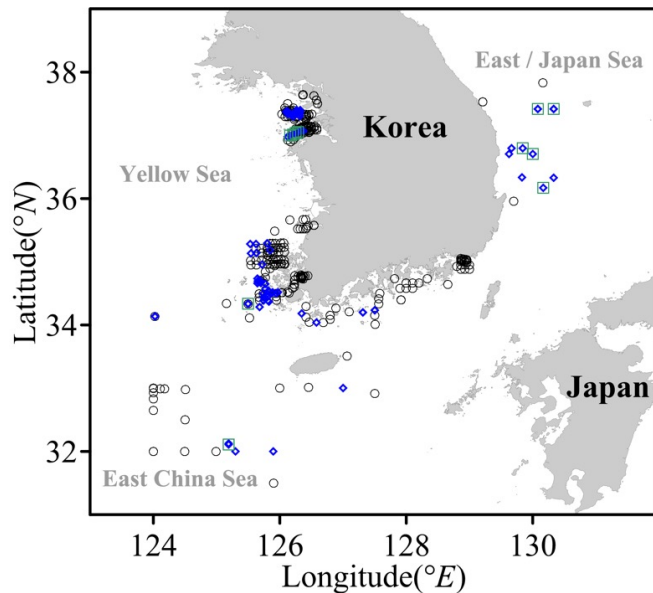 38
East / Japan Sea
Korea
Yellow Sea
36
Latitude(°N)
34
Japan
32
East China Sea
124
126
128
130
Longitude(°E)